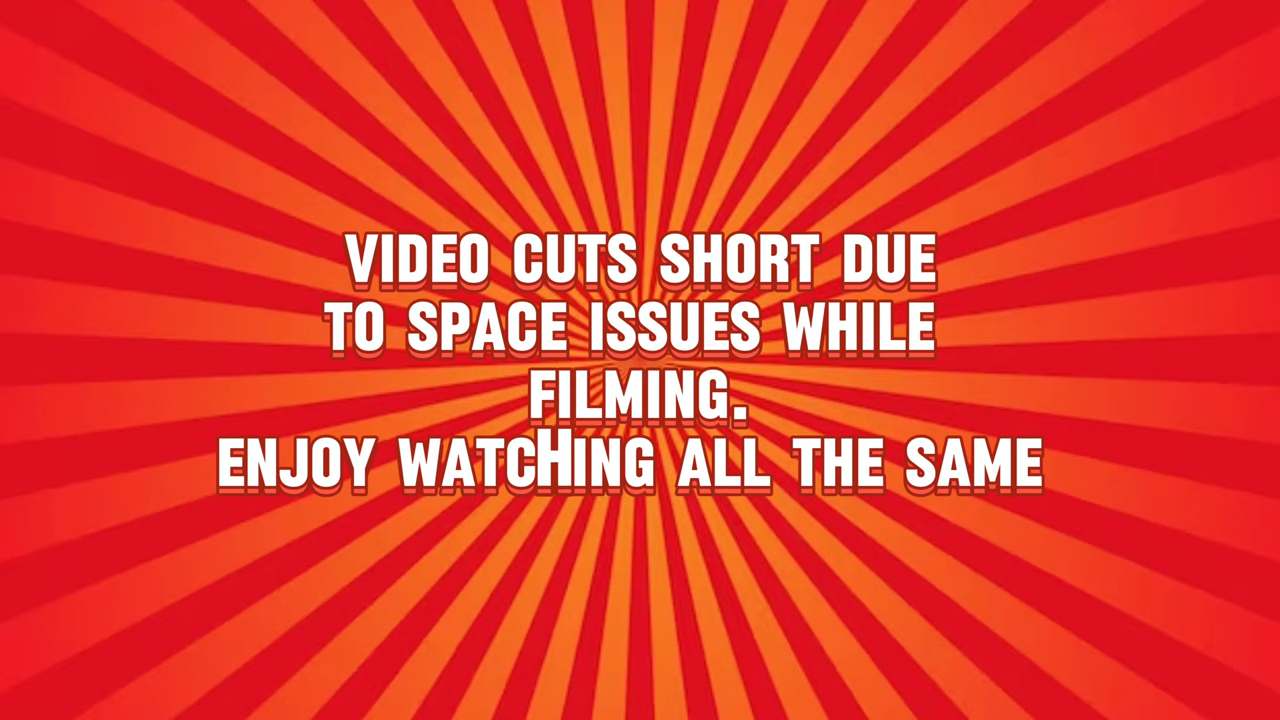 VIDEO CUTS SHORT DUE
TO SPACE ISSUES WHILE
FILMING.
ENJOY WATCHING ALL THE SAME